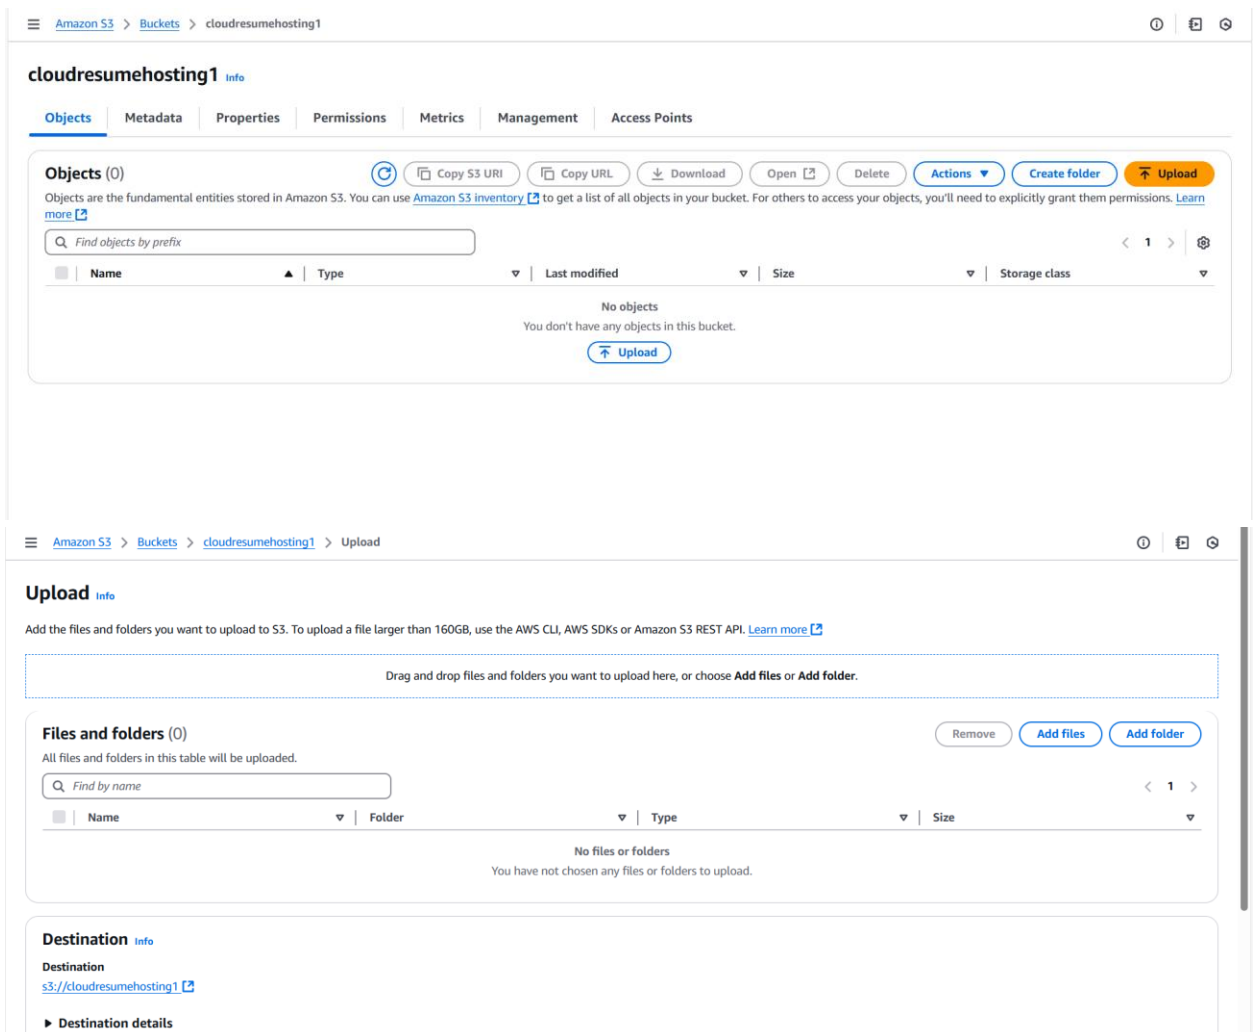 Amazon S3 > Buckets > cloudresumehosting1
cloudresumehosting1 Info
Objects Metadata Properties Permissions Metrics Management Access Points
Objects (0) Copy S3 URI Copy URL Download Open Delete Actions Create folder Upload
Objects are the fundamental entities stored in Amazon S3. You can use Amazon S3 inventory to get a list of all objects in your bucket. For others to access your objects, you'll need to explicitly grant them permissions. Learn
more
Find objects by prefix 1
Name Type Last modified Size Storage class
No objects
You don't have any objects in this bucket.
Upload
Amazon S3 > Buckets > cloudresumehosting1 > Upload
Upload Info
Add the files and folders you want to upload to S3. To upload a file larger than 160GB, use the AWS CLI, AWS SDKs or Amazon S3 REST API. Learn more
Drag and drop files and folders you want to upload here, or choose Add files or Add folder.
Files and folders (0) Remove Add files Add folder
All files and folders in this table will be uploaded.
Find by name 1
Name Folder Type Size
No files or folders
You have not chosen any files or folders to upload.
Destination Info
Destination
s3://cloudresumehosting1
Destination details